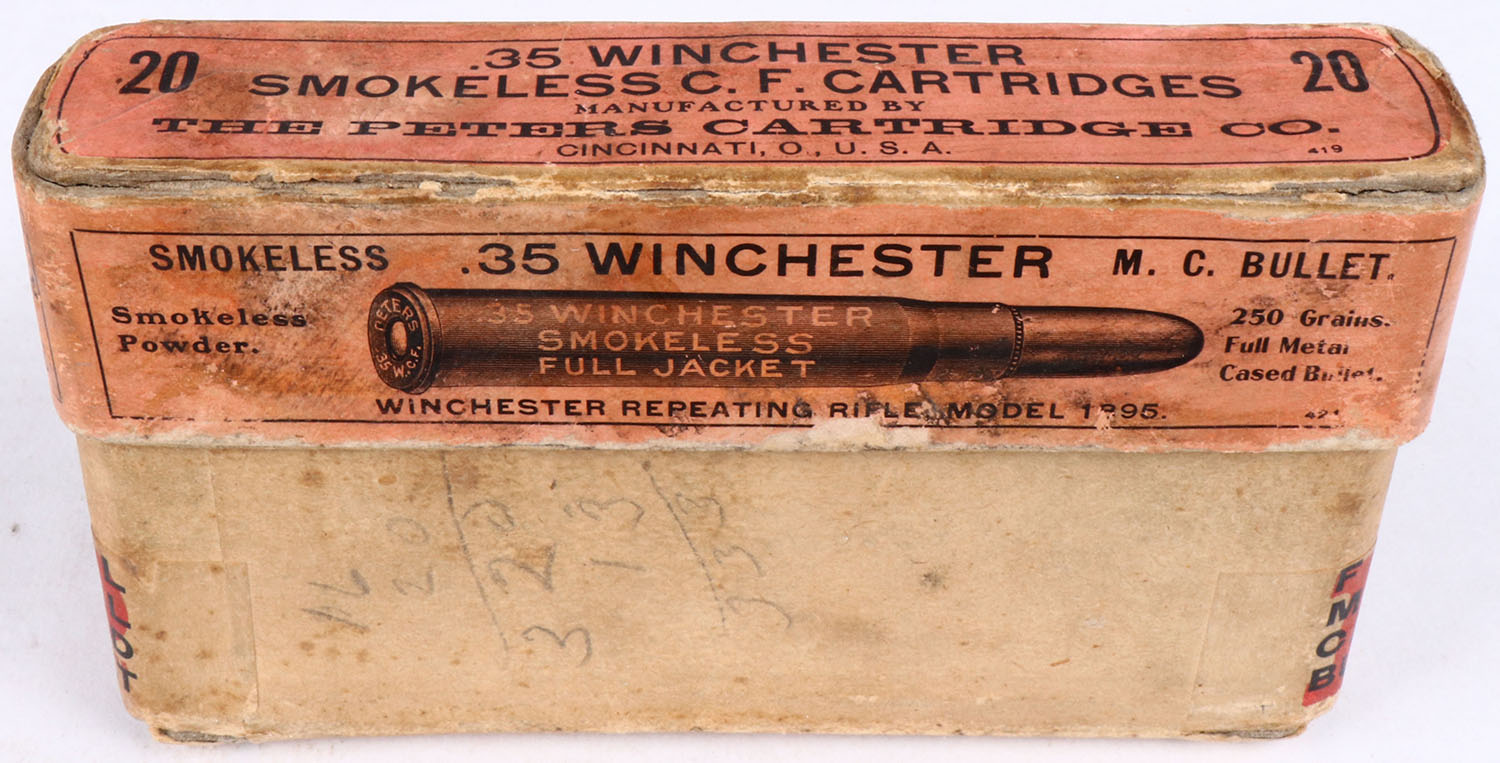 20 .35 WINCHESTER 20
SMOKELESS C. F. CARTRIDGES
MANUFACTURED BY
THE PETERS CARTRIDGE CO.
CINCINNATI, O., U. S. A.
419
SMOKELESS .35 WINCHESTER M. C. BULLET.
Smokeless
Powder.
PETERS
.35 W.C.F.
.35 WINCHESTER
SMOKELESS
FULL JACKET
250 Grains.
Full Metal
Cased Bullet.
WINCHESTER REPEATING RIFLE, MODEL 1895.
16
20